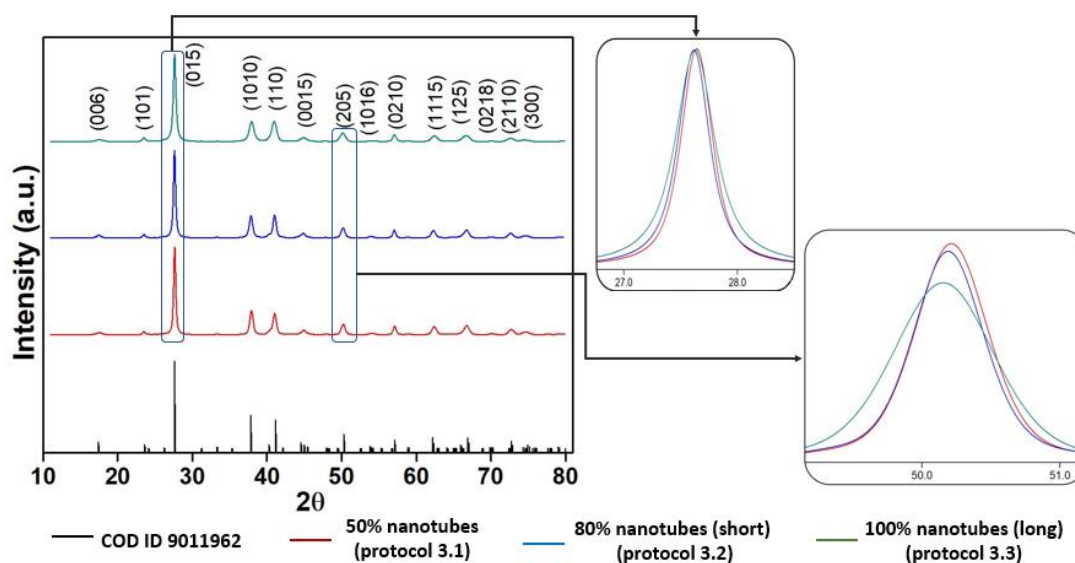 Intensity (a.u.)
(006)
(101)
(015)
(1010)
(110)
(0015)
(205)
(1016)
(0210)
(1115)
(125)
(0218)
(2110)
(300)
10 20 30 40 50 60 70 80
2θ
27.0 28.0
50.0 51.0
COD ID 9011962
50% nanotubes
(protocol 3.1)
80% nanotubes (short)
(protocol 3.2)
100% nanotubes (long)
(protocol 3.3)